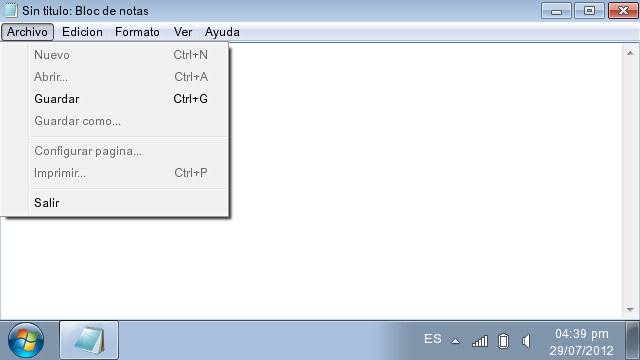 Sin titulo: Bloc de notas
Archivo Edicion Formato Ver Ayuda
Nuevo Ctrl+N
Abrir... Ctrl+A
Guardar Ctrl+G
Guardar como...
Configurar pagina...
Imprimir... Ctrl+P
Salir
ES 04:39 pm
29/07/2012